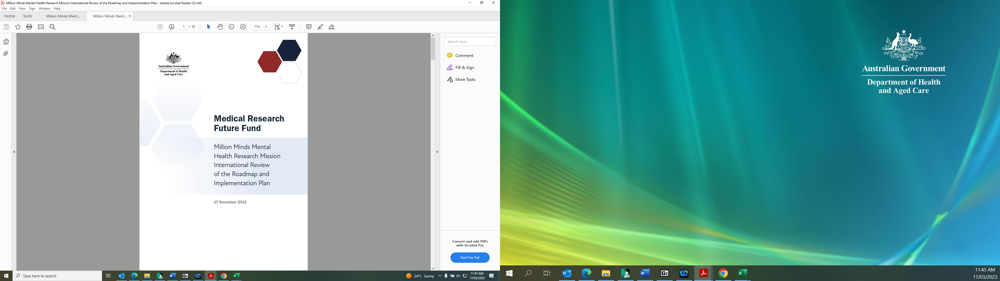 Million Minds Mental Health Research Mission International Review of the Roadmap and Implementation Plan - Adobe Acrobat Reader (32-bit)
File Edit View Sign Window Help
Home Tools Million Minds Ment... Million Minds Ment...
1 / 10 71%
Australian Government
Department of Health
and Aged Care
Medical Research
Future Fund
Million Minds Mental
Health Research Mission
International Review
of the Roadmap and
Implementation Plan
17 November 2022
Search tools
Comment
Fill & Sign
More Tools
Convert and edit PDFs
with Acrobat Pro
Start Free Trial
Type here to search
24°C Sunny
11:45 AM
17/03/2023
AUSTRALIA
Australian Government
Department of Health
and Aged Care
11:45 AM
17/03/2023